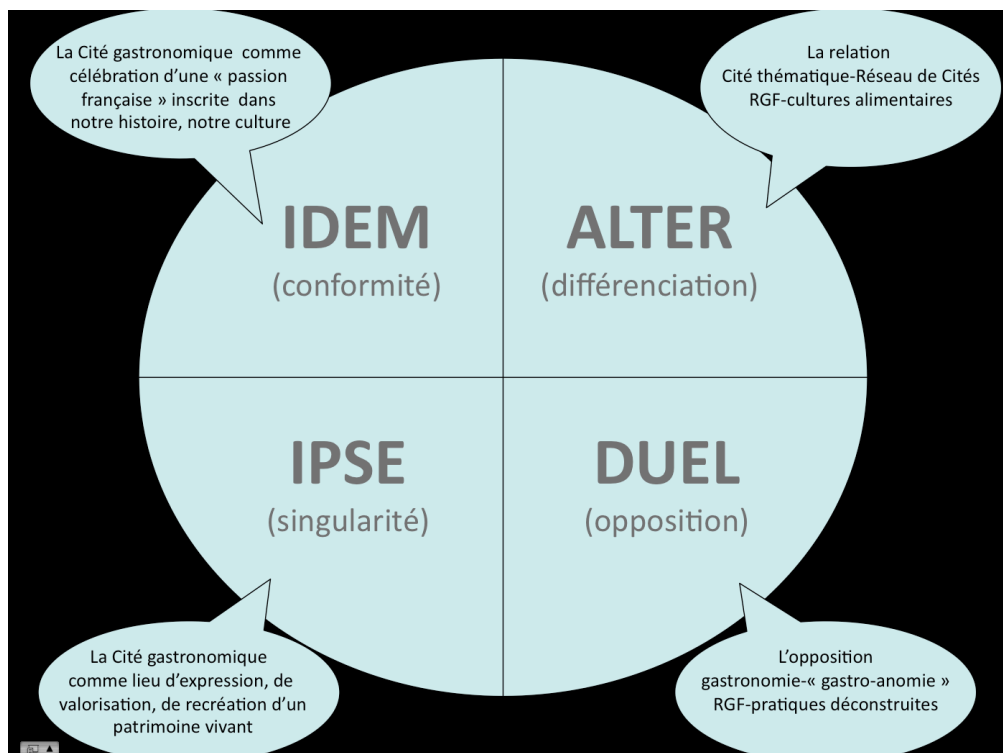 La Cité gastronomique comme
célébration d'une « passion
française » inscrite dans
notre histoire, notre culture
La relation
Cité thématique-Réseau de Cités
RGF-cultures alimentaires
IDEM
(conformité)
ALTER
(différenciation)
IPSE
(singularité)
DUEL
(opposition)
La Cité gastronomique
comme lieu d'expression, de
valorisation, de recréation d'un
patrimoine vivant
L'opposition
gastronomie-« gastro-anomie »
RGF-pratiques déconstruites